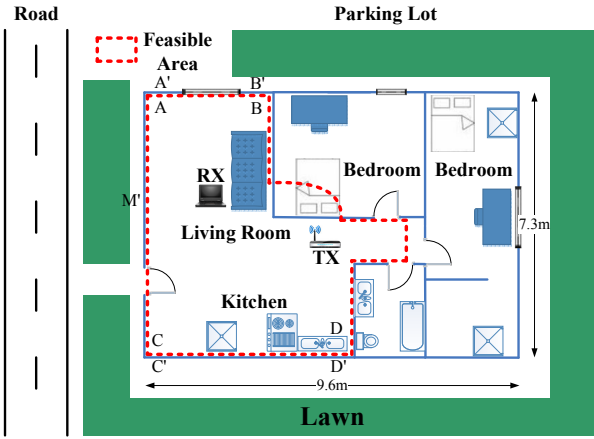 Road
Parking Lot
Feasible
Area
A'
B'
A
B
RX
Bedroom
Bedroom
M'
7.3m
Living Room
TX
Kitchen
C
D
C'
D'
9.6m
Lawn